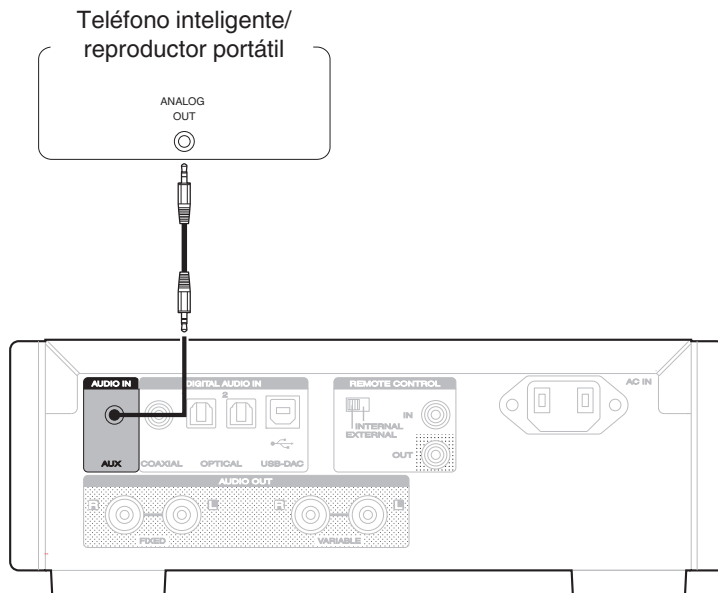 Teléfono inteligente/
reproductor portátil
ANALOG
OUT
AUDIO IN
DIGITAL AUDIO IN
REMOTE CONTROL
AC IN
2
IN
INTERNAL
EXTERNAL
OUT
AUX
COAXIAL
OPTICAL
USB-DAC
AUDIO OUT
R
L
R
L
FIXED
VARIABLE